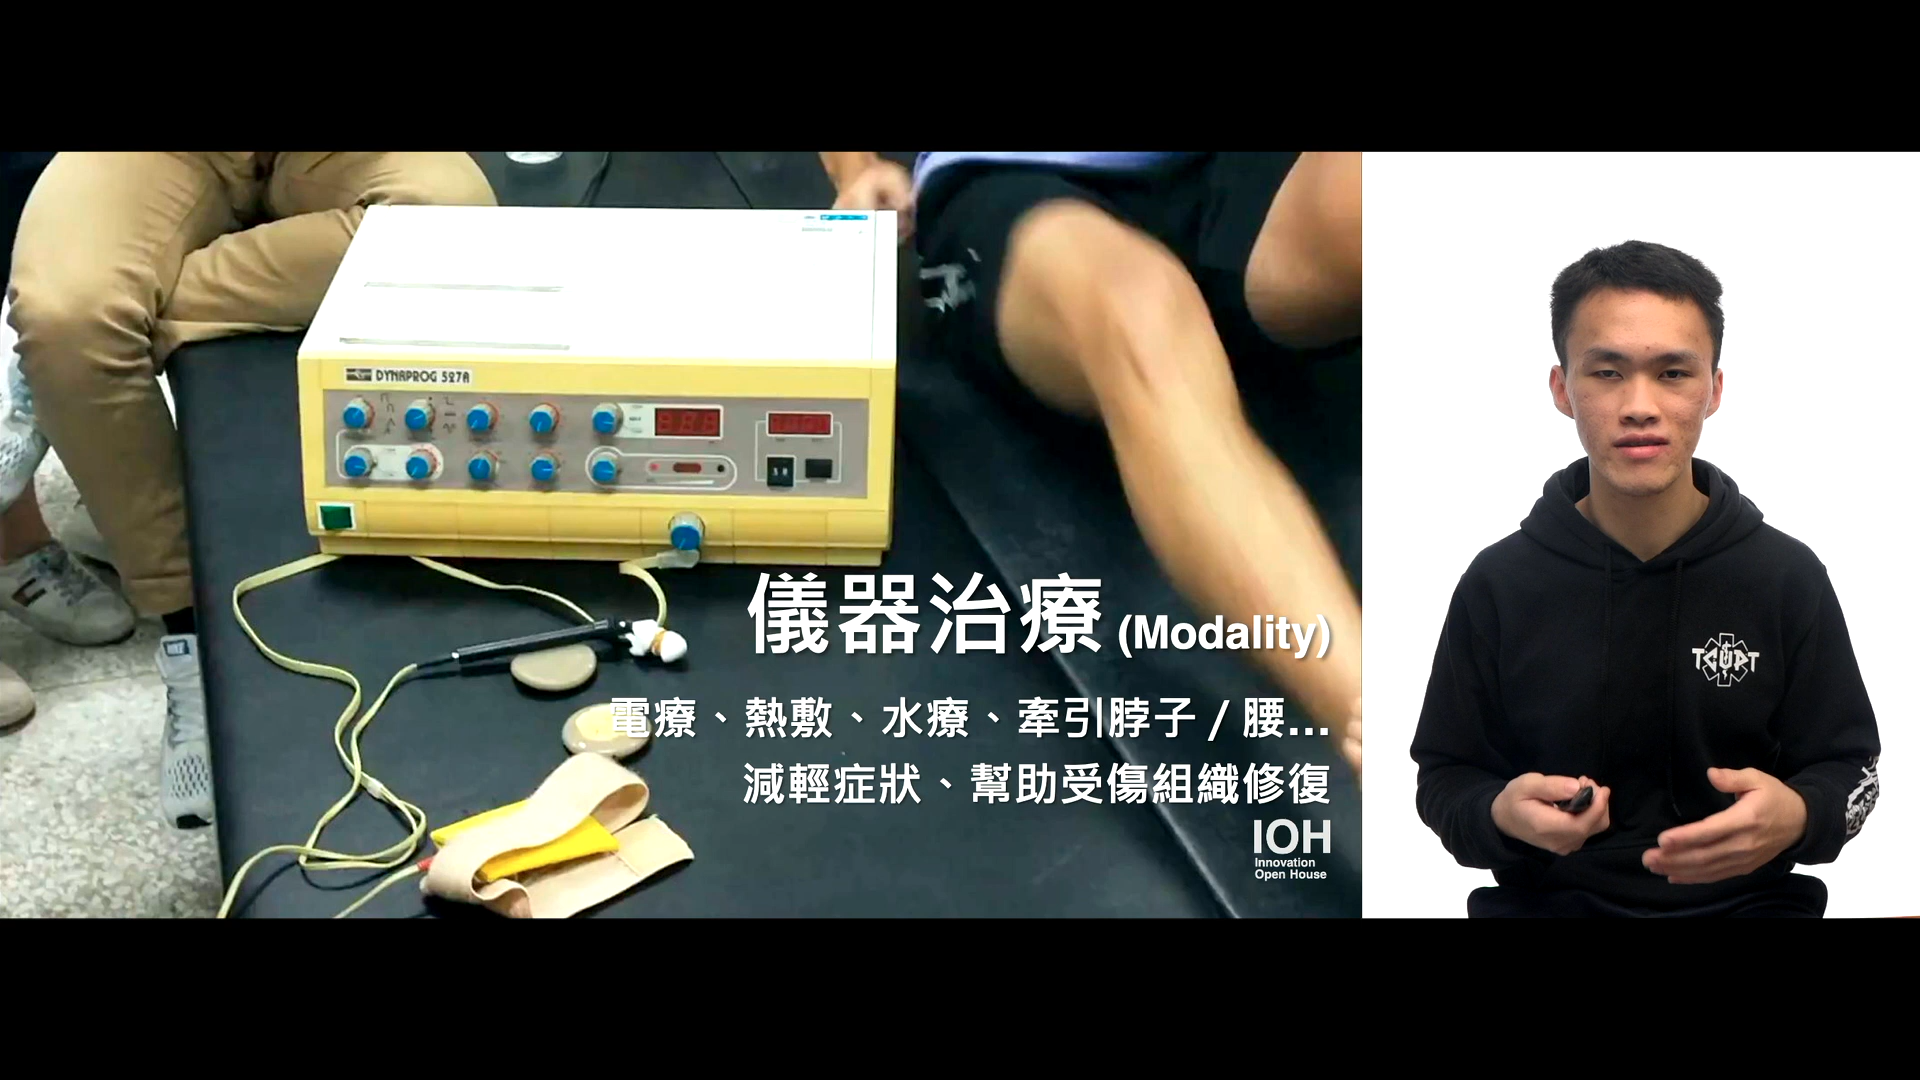 DYNAPROG 527A
儀器治療 (Modality)
電療、熱敷、水療、牽引脖子 / 腰...
減輕症狀、幫助受傷組織修復
IOH
Innovation
Open House
TCUPT